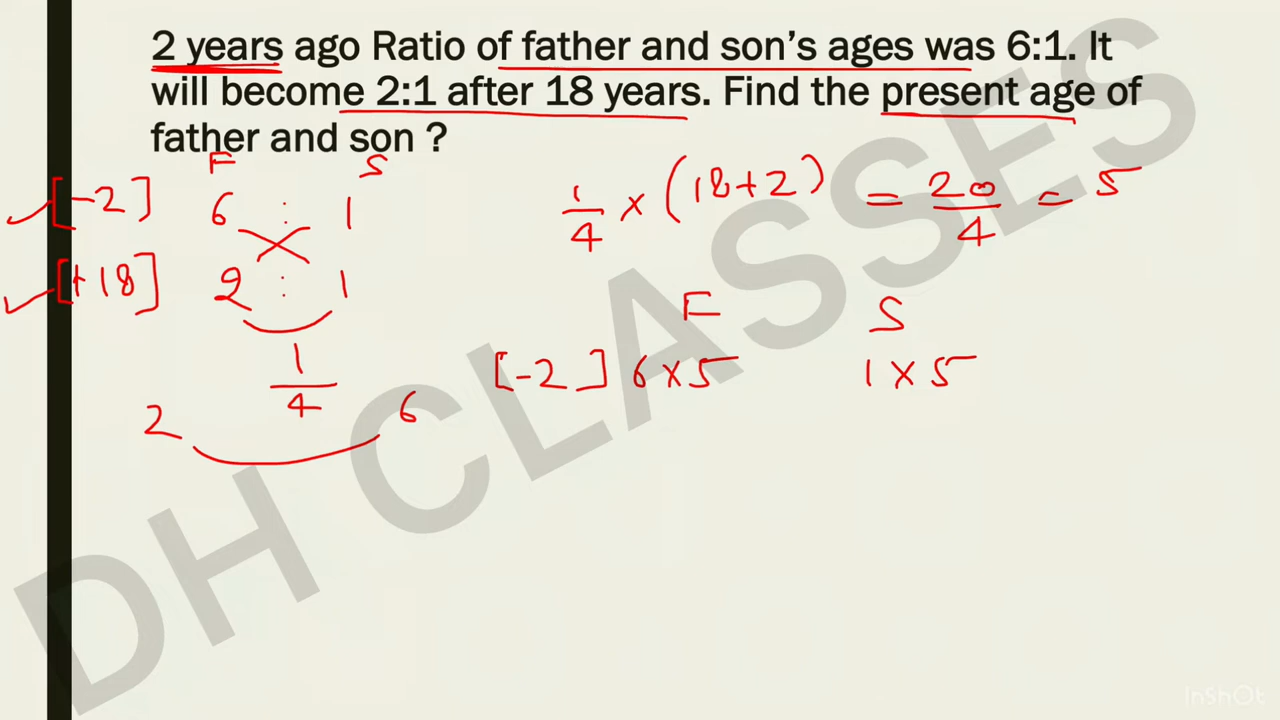 2 years ago Ratio of father and son's ages was 6:1. It
will become 2:1 after 18 years. Find the present age of
father and son ?
F S
[-2] 6 : 1
[+18] 2 : 1
1/4
2 6
1/4 × (18+2) = 20/4 = 5
F S
[-2] 6×5 1×5
DH CLASSES
InShOt